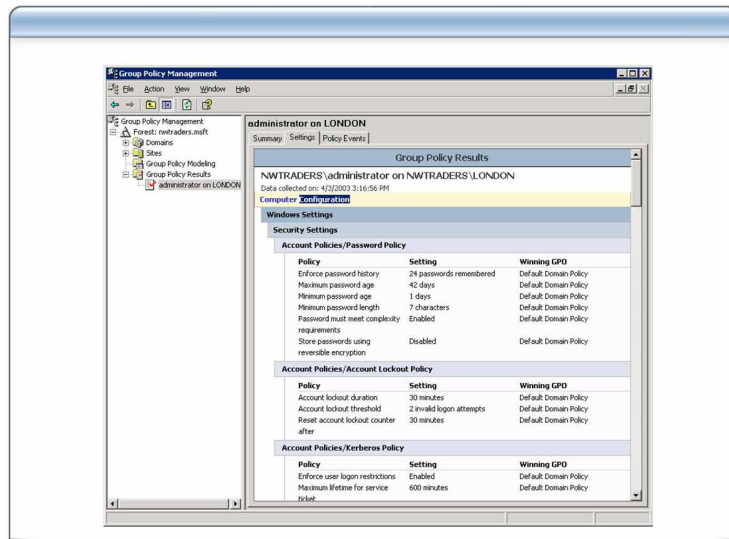 Group Policy Management
File Action View Window Help
Group Policy Management
Forest: nwtraders.msft
Domains
Sites
Group Policy Modeling
Group Policy Results
administrator on LONDON
administrator on LONDON
Summary Settings Policy Events
Group Policy Results
NWTRADERS\administrator on NWTRADERS\LONDON
Data collected on: 4/3/2003 3:16:56 PM
Computer Configuration
Windows Settings
Security Settings
Account Policies/Password Policy
Policy Setting Winning GPO
Enforce password history 24 passwords remembered Default Domain Policy
Maximum password age 42 days Default Domain Policy
Minimum password age 1 days Default Domain Policy
Minimum password length 7 characters Default Domain Policy
Password must meet complexity Enabled Default Domain Policy
requirements
Store passwords using Disabled Default Domain Policy
reversible encryption
Account Policies/Account Lockout Policy
Policy Setting Winning GPO
Account lockout duration 30 minutes Default Domain Policy
Account lockout threshold 2 invalid logon attempts Default Domain Policy
Reset account lockout counter 30 minutes Default Domain Policy
after
Account Policies/Kerberos Policy
Policy Setting Winning GPO
Enforce user logon restrictions Enabled Default Domain Policy
Maximum lifetime for service 600 minutes Default Domain Policy
ticket